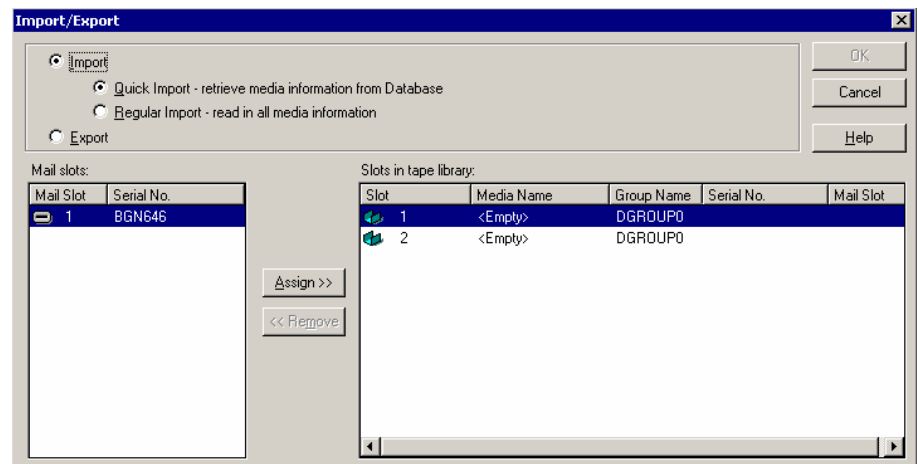 Import/Export
Import
Quick Import - retrieve media information from Database
Regular Import - read in all media information
Export
OK
Cancel
Help
Mail slots:
Mail Slot Serial No.
1 BGN646
Assign >>
<< Remove
Slots in tape library:
Slot Media Name Group Name Serial No. Mail Slot
1 <Empty> DGROUP0
2 <Empty> DGROUP0